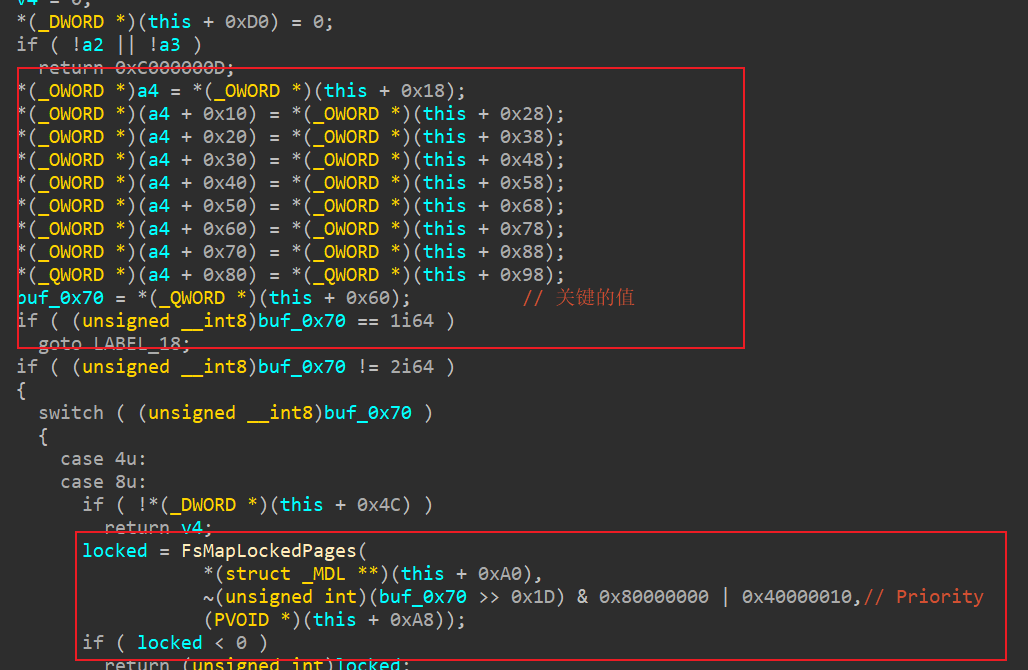 v4 = 0;
*(_DWORD *)(this + 0xD0) = 0;
if ( !a2 || !a3 )
return 0xC000000D;
*(_OWORD *)a4 = *(_OWORD *)(this + 0x18);
*(_OWORD *)(a4 + 0x10) = *(_OWORD *)(this + 0x28);
*(_OWORD *)(a4 + 0x20) = *(_OWORD *)(this + 0x38);
*(_OWORD *)(a4 + 0x30) = *(_OWORD *)(this + 0x48);
*(_OWORD *)(a4 + 0x40) = *(_OWORD *)(this + 0x58);
*(_OWORD *)(a4 + 0x50) = *(_OWORD *)(this + 0x68);
*(_OWORD *)(a4 + 0x60) = *(_OWORD *)(this + 0x78);
*(_OWORD *)(a4 + 0x70) = *(_OWORD *)(this + 0x88);
*(_QWORD *)(a4 + 0x80) = *(_QWORD *)(this + 0x98);
buf_0x70 = *(_QWORD *)(this + 0x60); // 关键的值
if ( (unsigned __int8)buf_0x70 == 1i64 )
goto LABEL_18;
if ( (unsigned __int8)buf_0x70 != 2i64 )
{
switch ( (unsigned __int8)buf_0x70 )
{
case 4u:
case 8u:
if ( !*(_DWORD *)(this + 0x4C) )
return v4;
locked = FsMapLockedPages(
*(struct _MDL **)(this + 0xA0),
~(unsigned int)(buf_0x70 >> 0x1D) & 0x80000000 | 0x40000010,// Priority
(PVOID *)(this + 0xA8));
if ( locked < 0 )
return (unsigned int)locked;